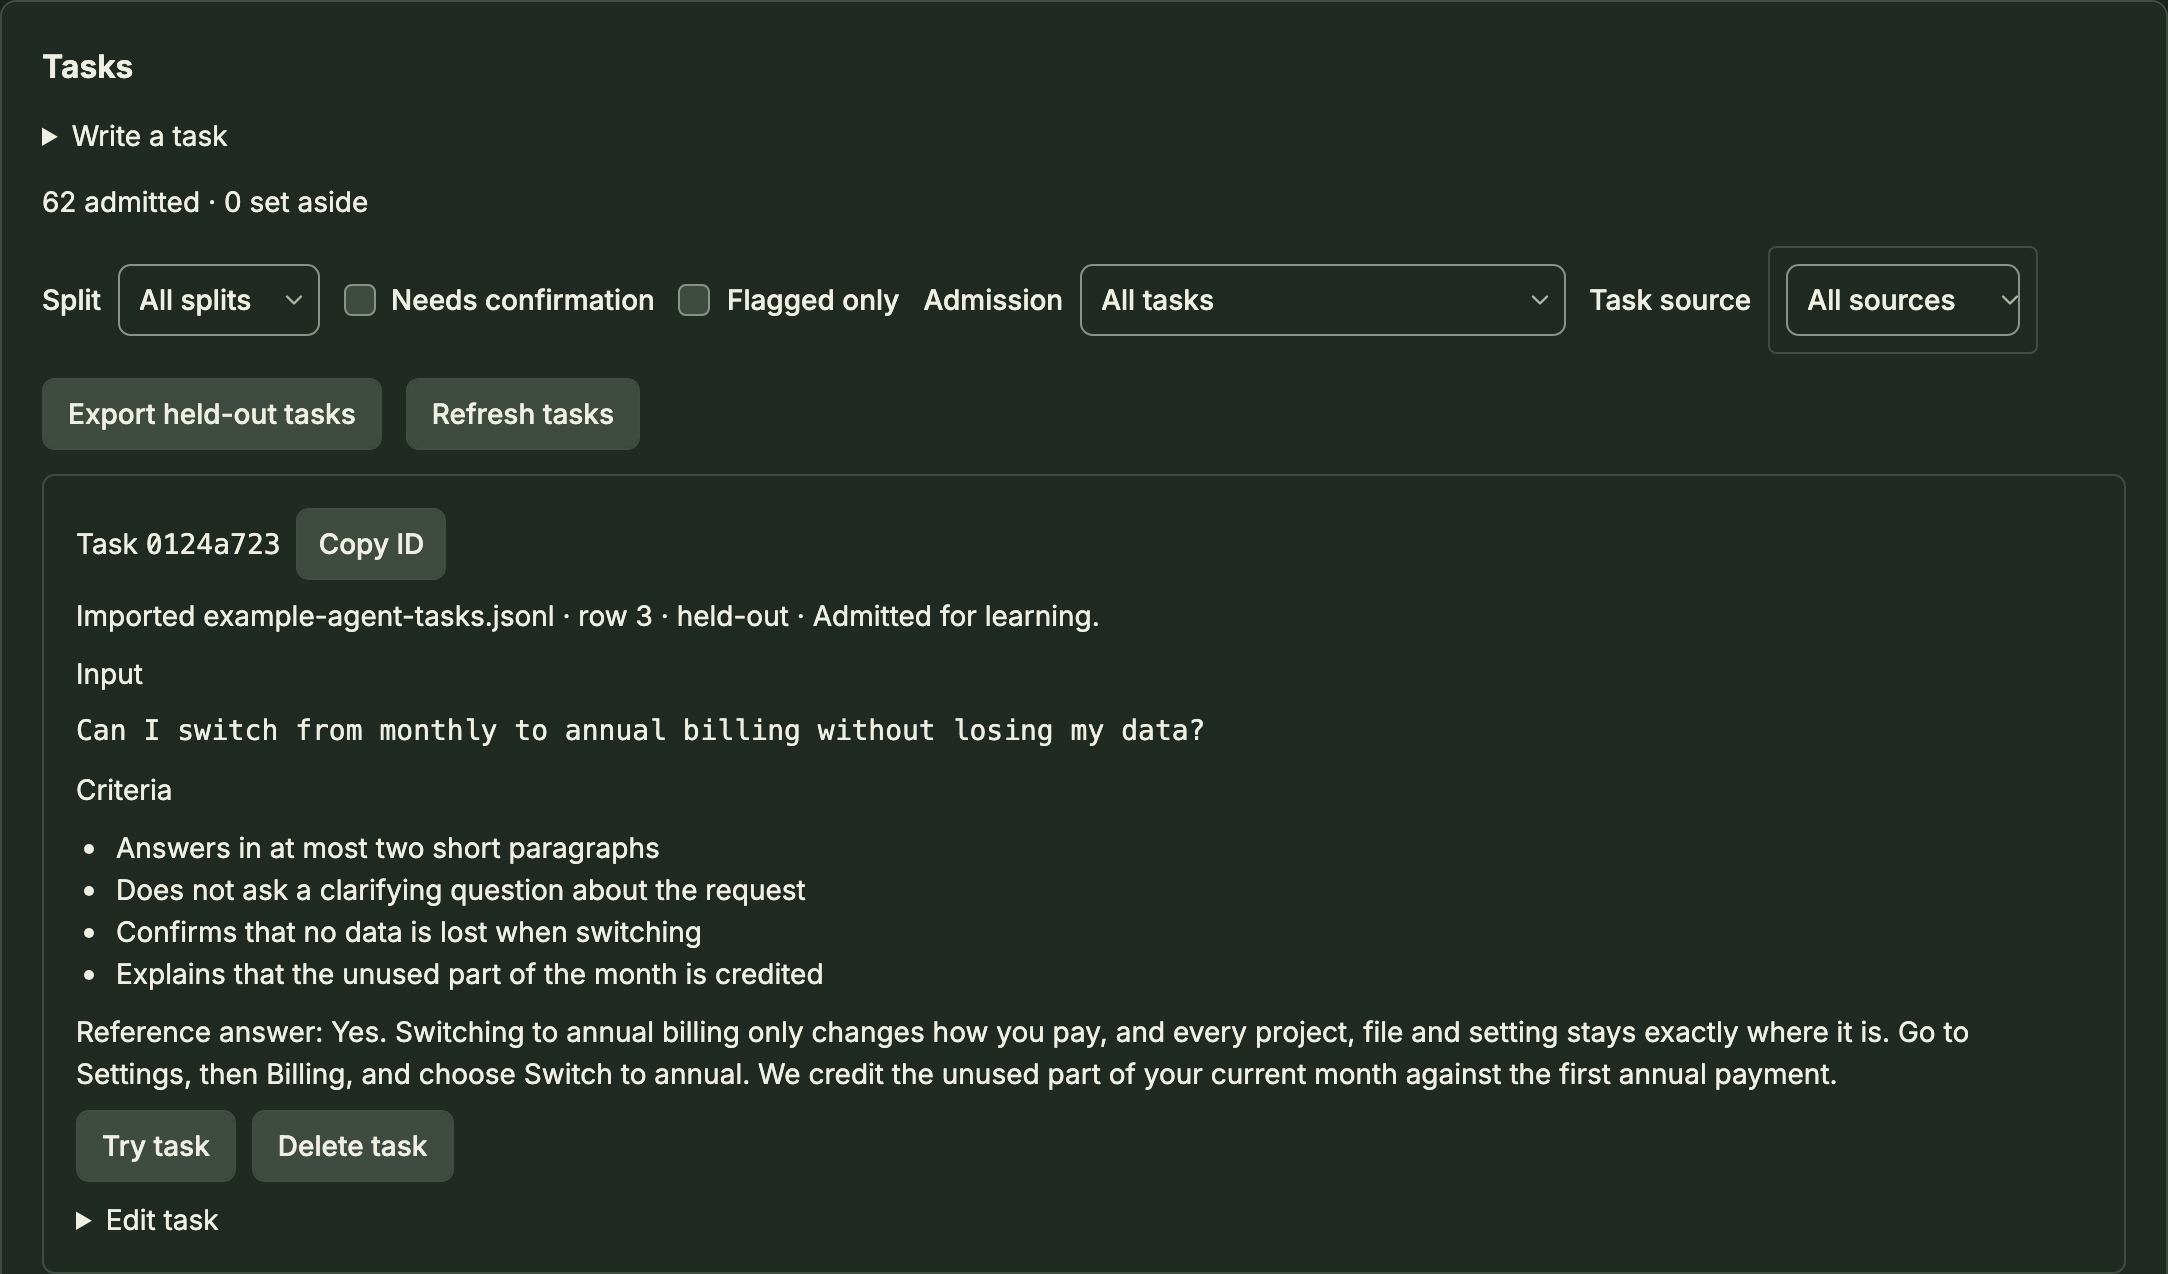 Tasks
Write a task
62 admitted · 0 set aside
Split All splits Needs confirmation Flagged only Admission All tasks Task source All sources
Export held-out tasks Refresh tasks
Task 0124a723 Copy ID
Imported example-agent-tasks.jsonl · row 3 · held-out · Admitted for learning.
Input
Can I switch from monthly to annual billing without losing my data?
Criteria
• Answers in at most two short paragraphs
• Does not ask a clarifying question about the request
• Confirms that no data is lost when switching
• Explains that the unused part of the month is credited
Reference answer: Yes. Switching to annual billing only changes how you pay, and every project, file and setting stays exactly where it is. Go to
Settings, then Billing, and choose Switch to annual. We credit the unused part of your current month against the first annual payment.
Try task Delete task
Edit task